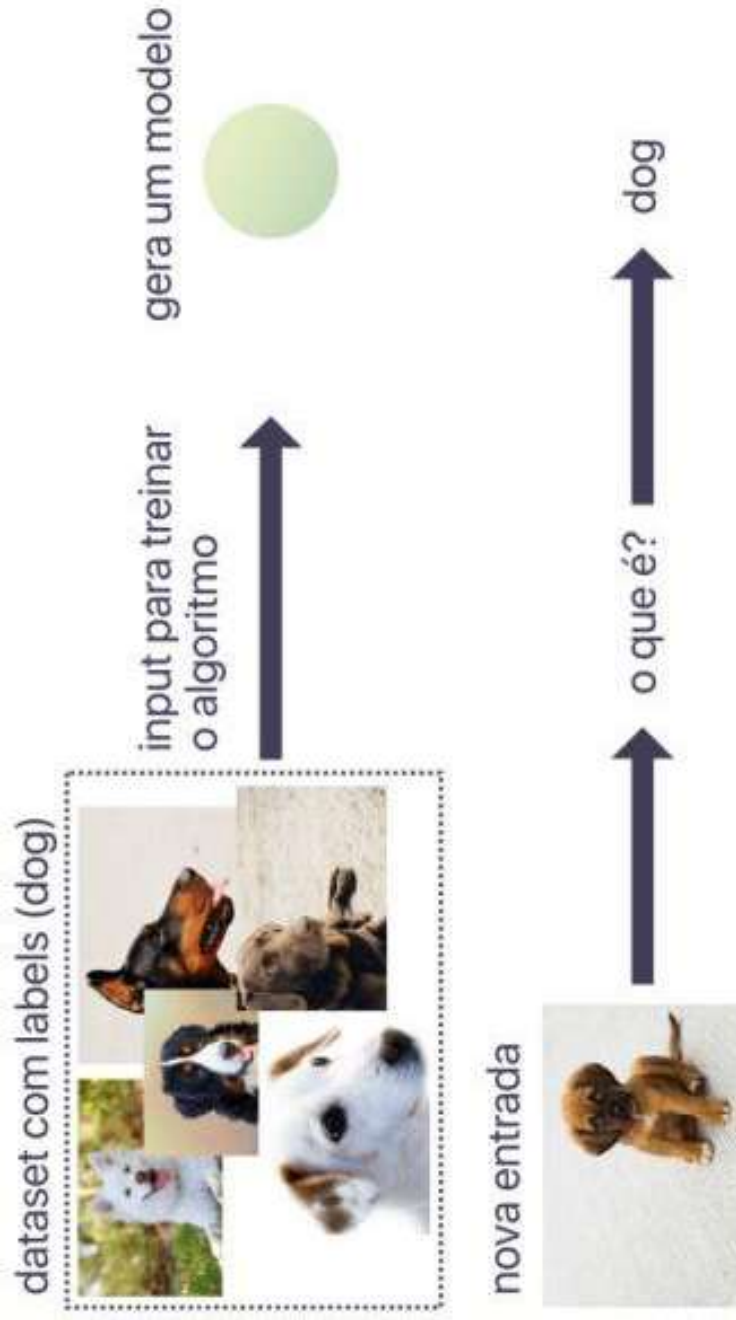 dataset com labels (dog)
input para treinar
o algoritmo
gera um modelo
nova entrada
o que é?
dog